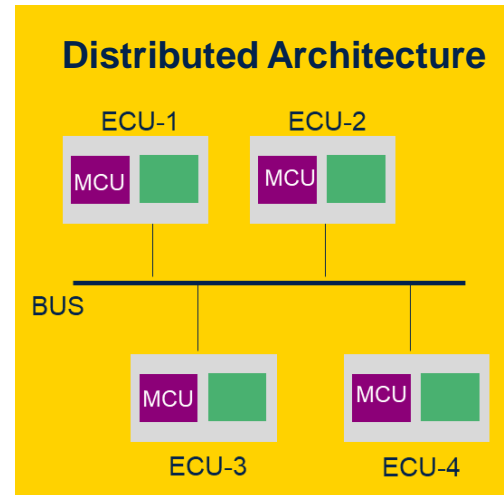 Distributed Architecture
ECU-1
ECU-2
MCU
MCU
BUS
MCU
MCU
ECU-3
ECU-4